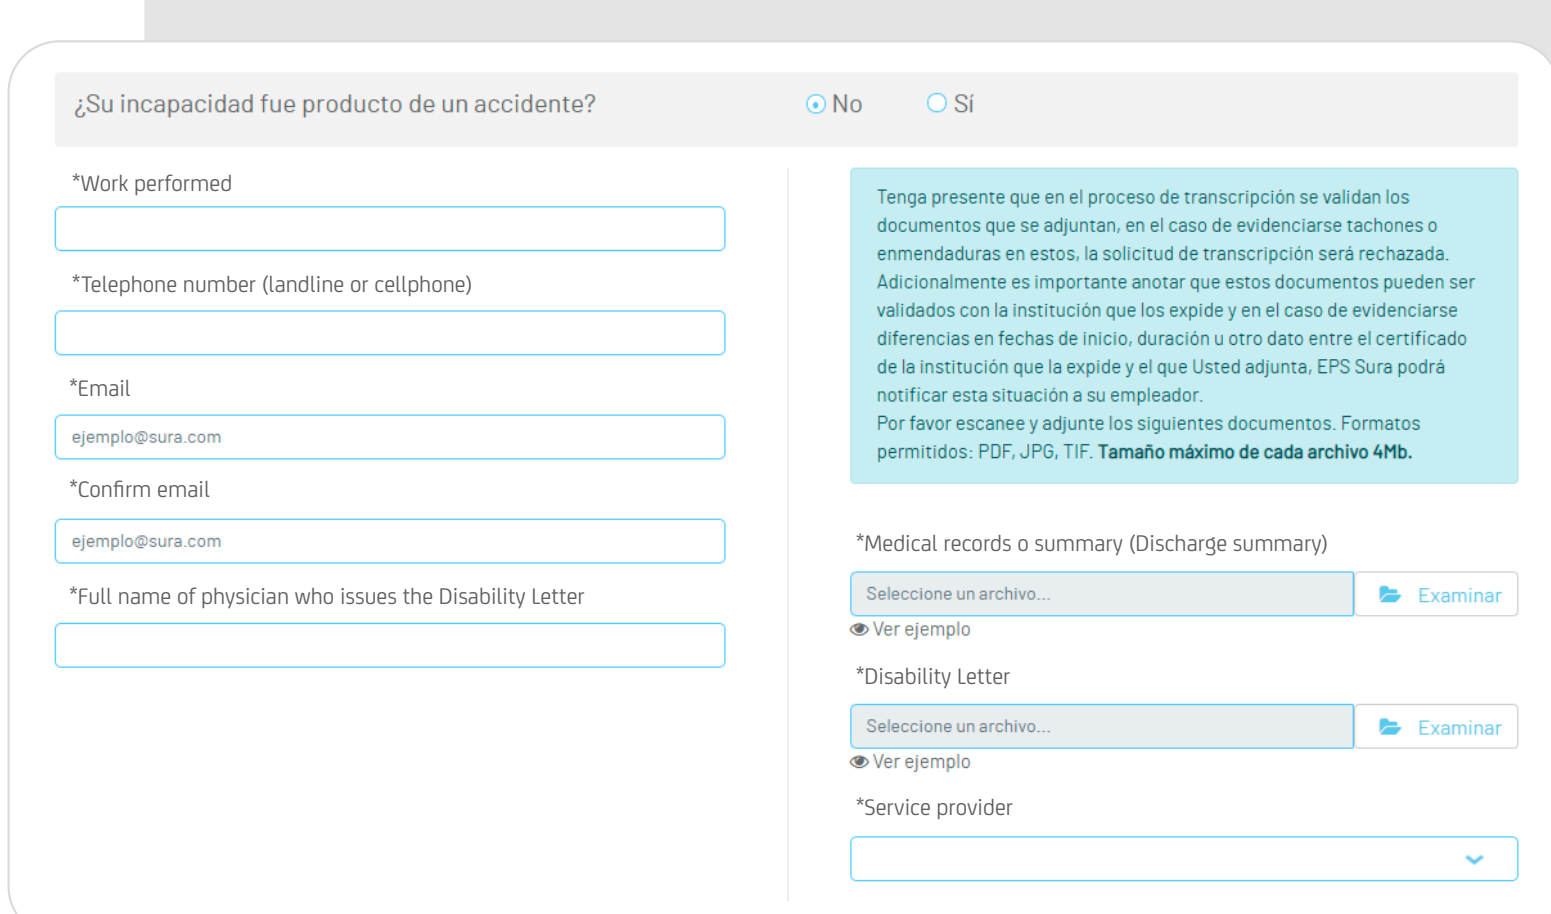 ¿Su incapacidad fue producto de un accidente?
No
Sí
*Work performed
*Telephone number (landline or cellphone)
*Email
ejemplo@sura.com
*Confirm email
ejemplo@sura.com
*Full name of physician who issues the Disability Letter
Tenga presente que en el proceso de transcripción se validan los
documentos que se adjuntan, en el caso de evidenciarse tachones o
enmendaduras en estos, la solicitud de transcripción será rechazada.
Adicionalmente es importante anotar que estos documentos pueden ser
validados con la institución que los expide y en el caso de evidenciarse
diferencias en fechas de inicio, duración u otro dato entre el certificado
de la institución que la expide y el que Usted adjunta, EPS Sura podrá
notificar esta situación a su empleador.
Por favor escanee y adjunte los siguientes documentos. Formatos
permitidos: PDF, JPG, TIF. Tamaño máximo de cada archivo 4Mb.
*Medical records o summary (Discharge summary)
Seleccione un archivo...
Examinar
Ver ejemplo
*Disability Letter
Seleccione un archivo...
Examinar
Ver ejemplo
*Service provider